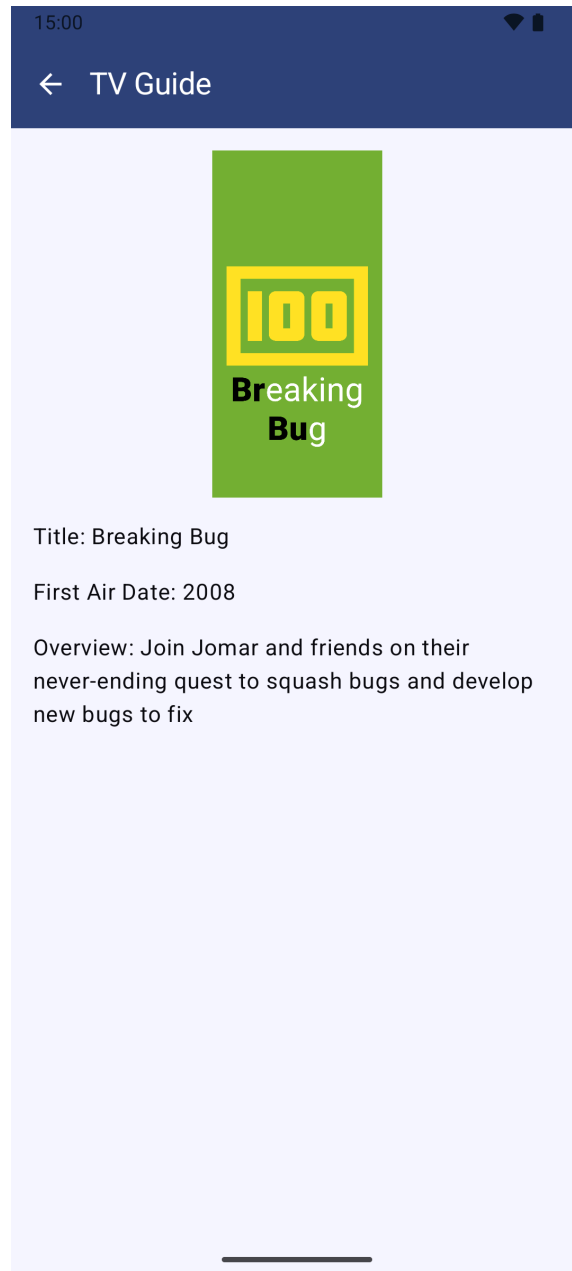 15:00
TV Guide
100
Breaking
Bug
Title: Breaking Bug
First Air Date: 2008
Overview: Join Jomar and friends on their
never-ending quest to squash bugs and develop
new bugs to fix